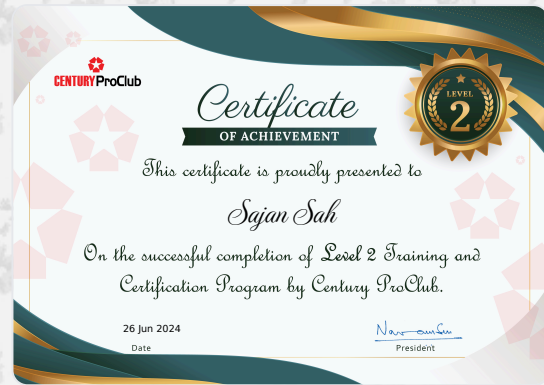 CENTURY ProClub
LEVEL
2
Certificate
OF ACHIEVEMENT
This certificate is proudly presented to
Sajan Sah
On the successful completion of Level 2 Training and
Certification Program by Century ProClub.
26 Jun 2024
Date
President